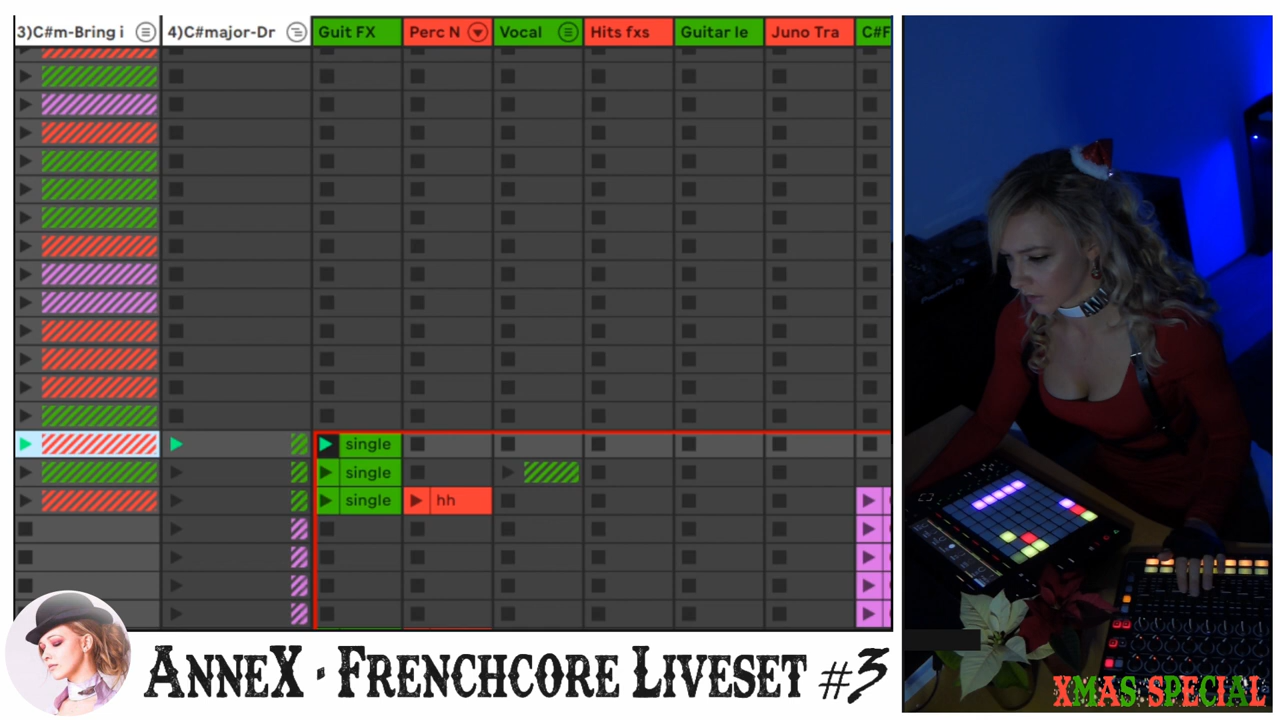 3)C#m-Bring i
4)C#major-Dr
Guit FX
Perc N
Vocal
Hits fxs
Guitar le
Juno Tra
C#F
single
single
single
hh
ANN
ANNEX · FRENCHCORE LIVESET #3
XMAS SPECIAL